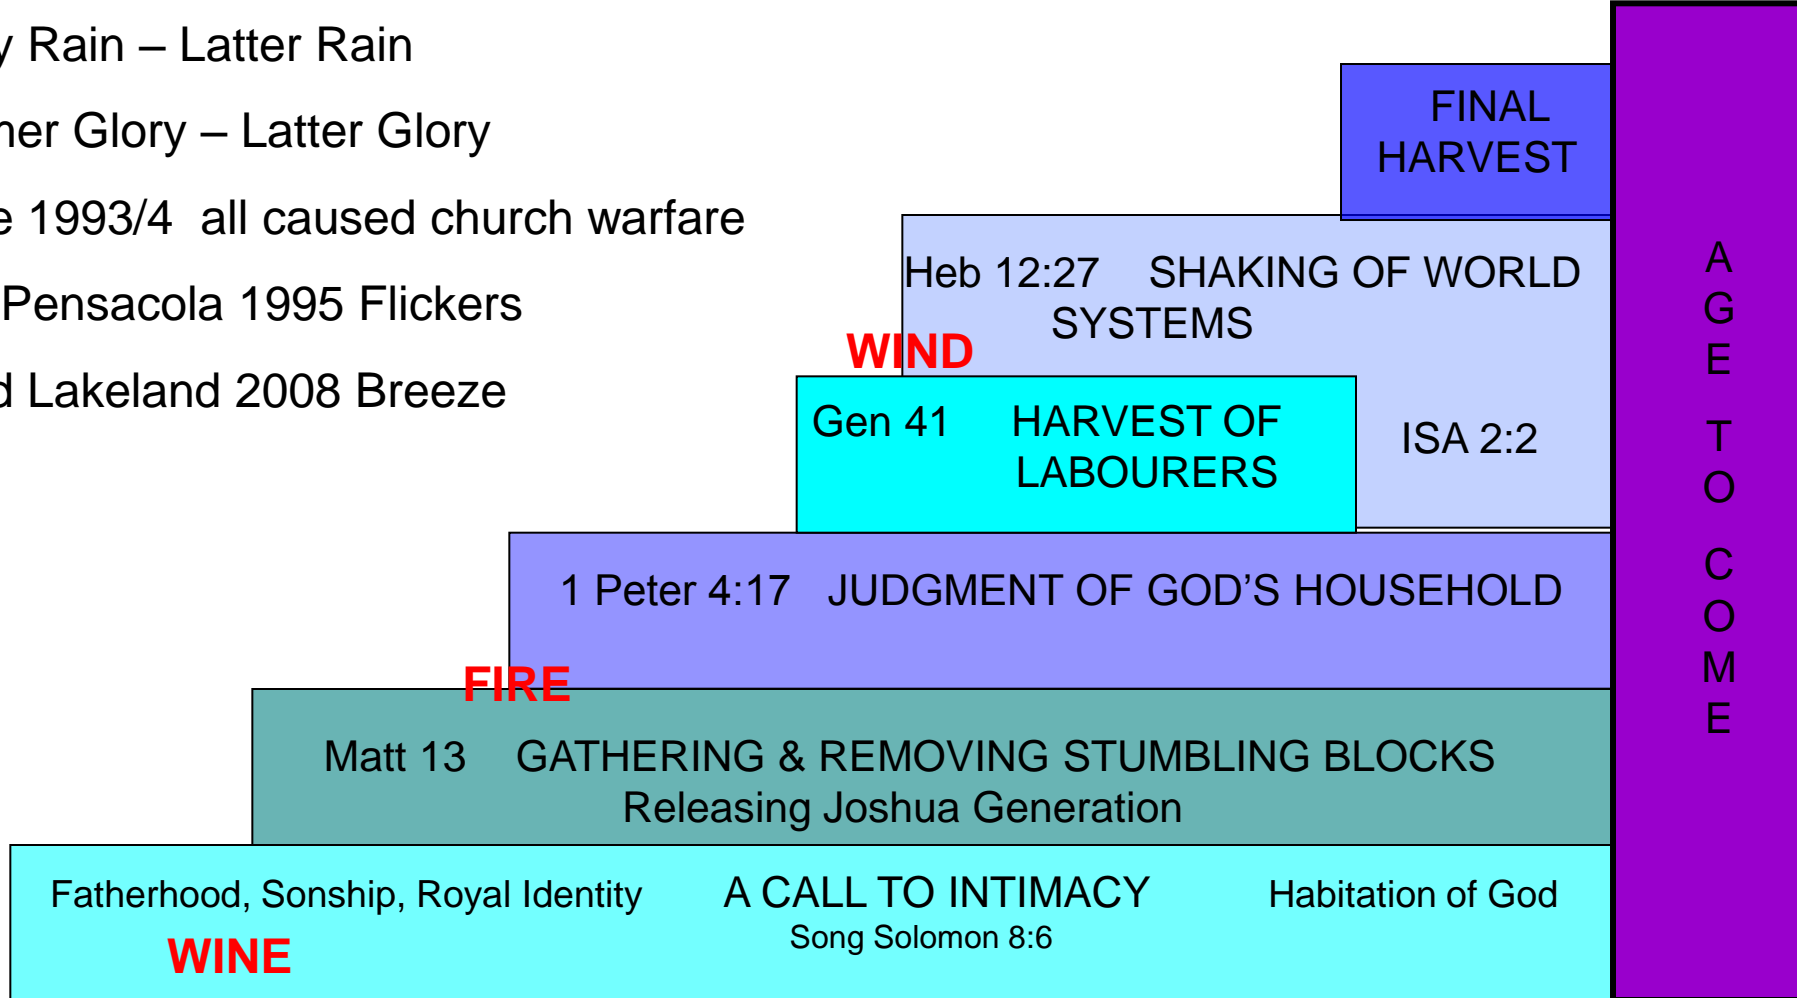 y Rain – Latter Rain
ner Glory – Latter Glory
e 1993/4 all caused church warfare
Pensacola 1995 Flickers
d Lakeland 2008 Breeze
FINAL
HARVEST
Heb 12:27 SHAKING OF WORLD
SYSTEMS
WIND
Gen 41 HARVEST OF
LABOURERS
ISA 2:2
1 Peter 4:17 JUDGMENT OF GOD’S HOUSEHOLD
FIRE
Matt 13 GATHERING & REMOVING STUMBLING BLOCKS
Releasing Joshua Generation
Fatherhood, Sonship, Royal Identity A CALL TO INTIMACY Habitation of God
Song Solomon 8:6
WINE
A
G
E
T
O
C
O
M
E